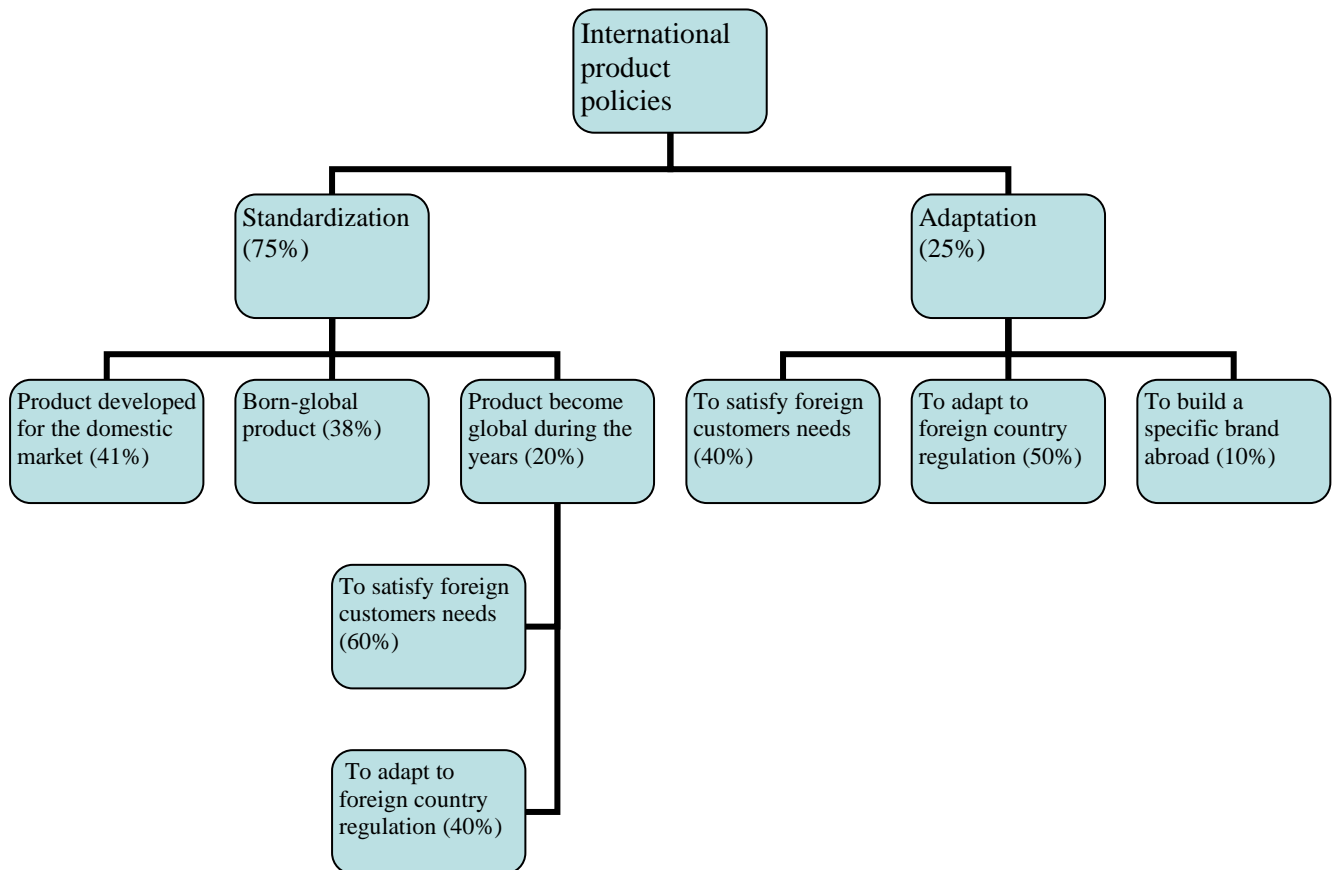 International
product
policies
Standardization
(75%)
Adaptation
(25%)
Product developed
for the domestic
market (41%)
Born-global
product (38%)
Product become
global during the
years (20%)
To satisfy foreign
customers needs
(40%)
To adapt to
foreign country
regulation (50%)
To build a
specific brand
abroad (10%)
To satisfy foreign
customers needs
(60%)
To adapt to
foreign country
regulation (40%)